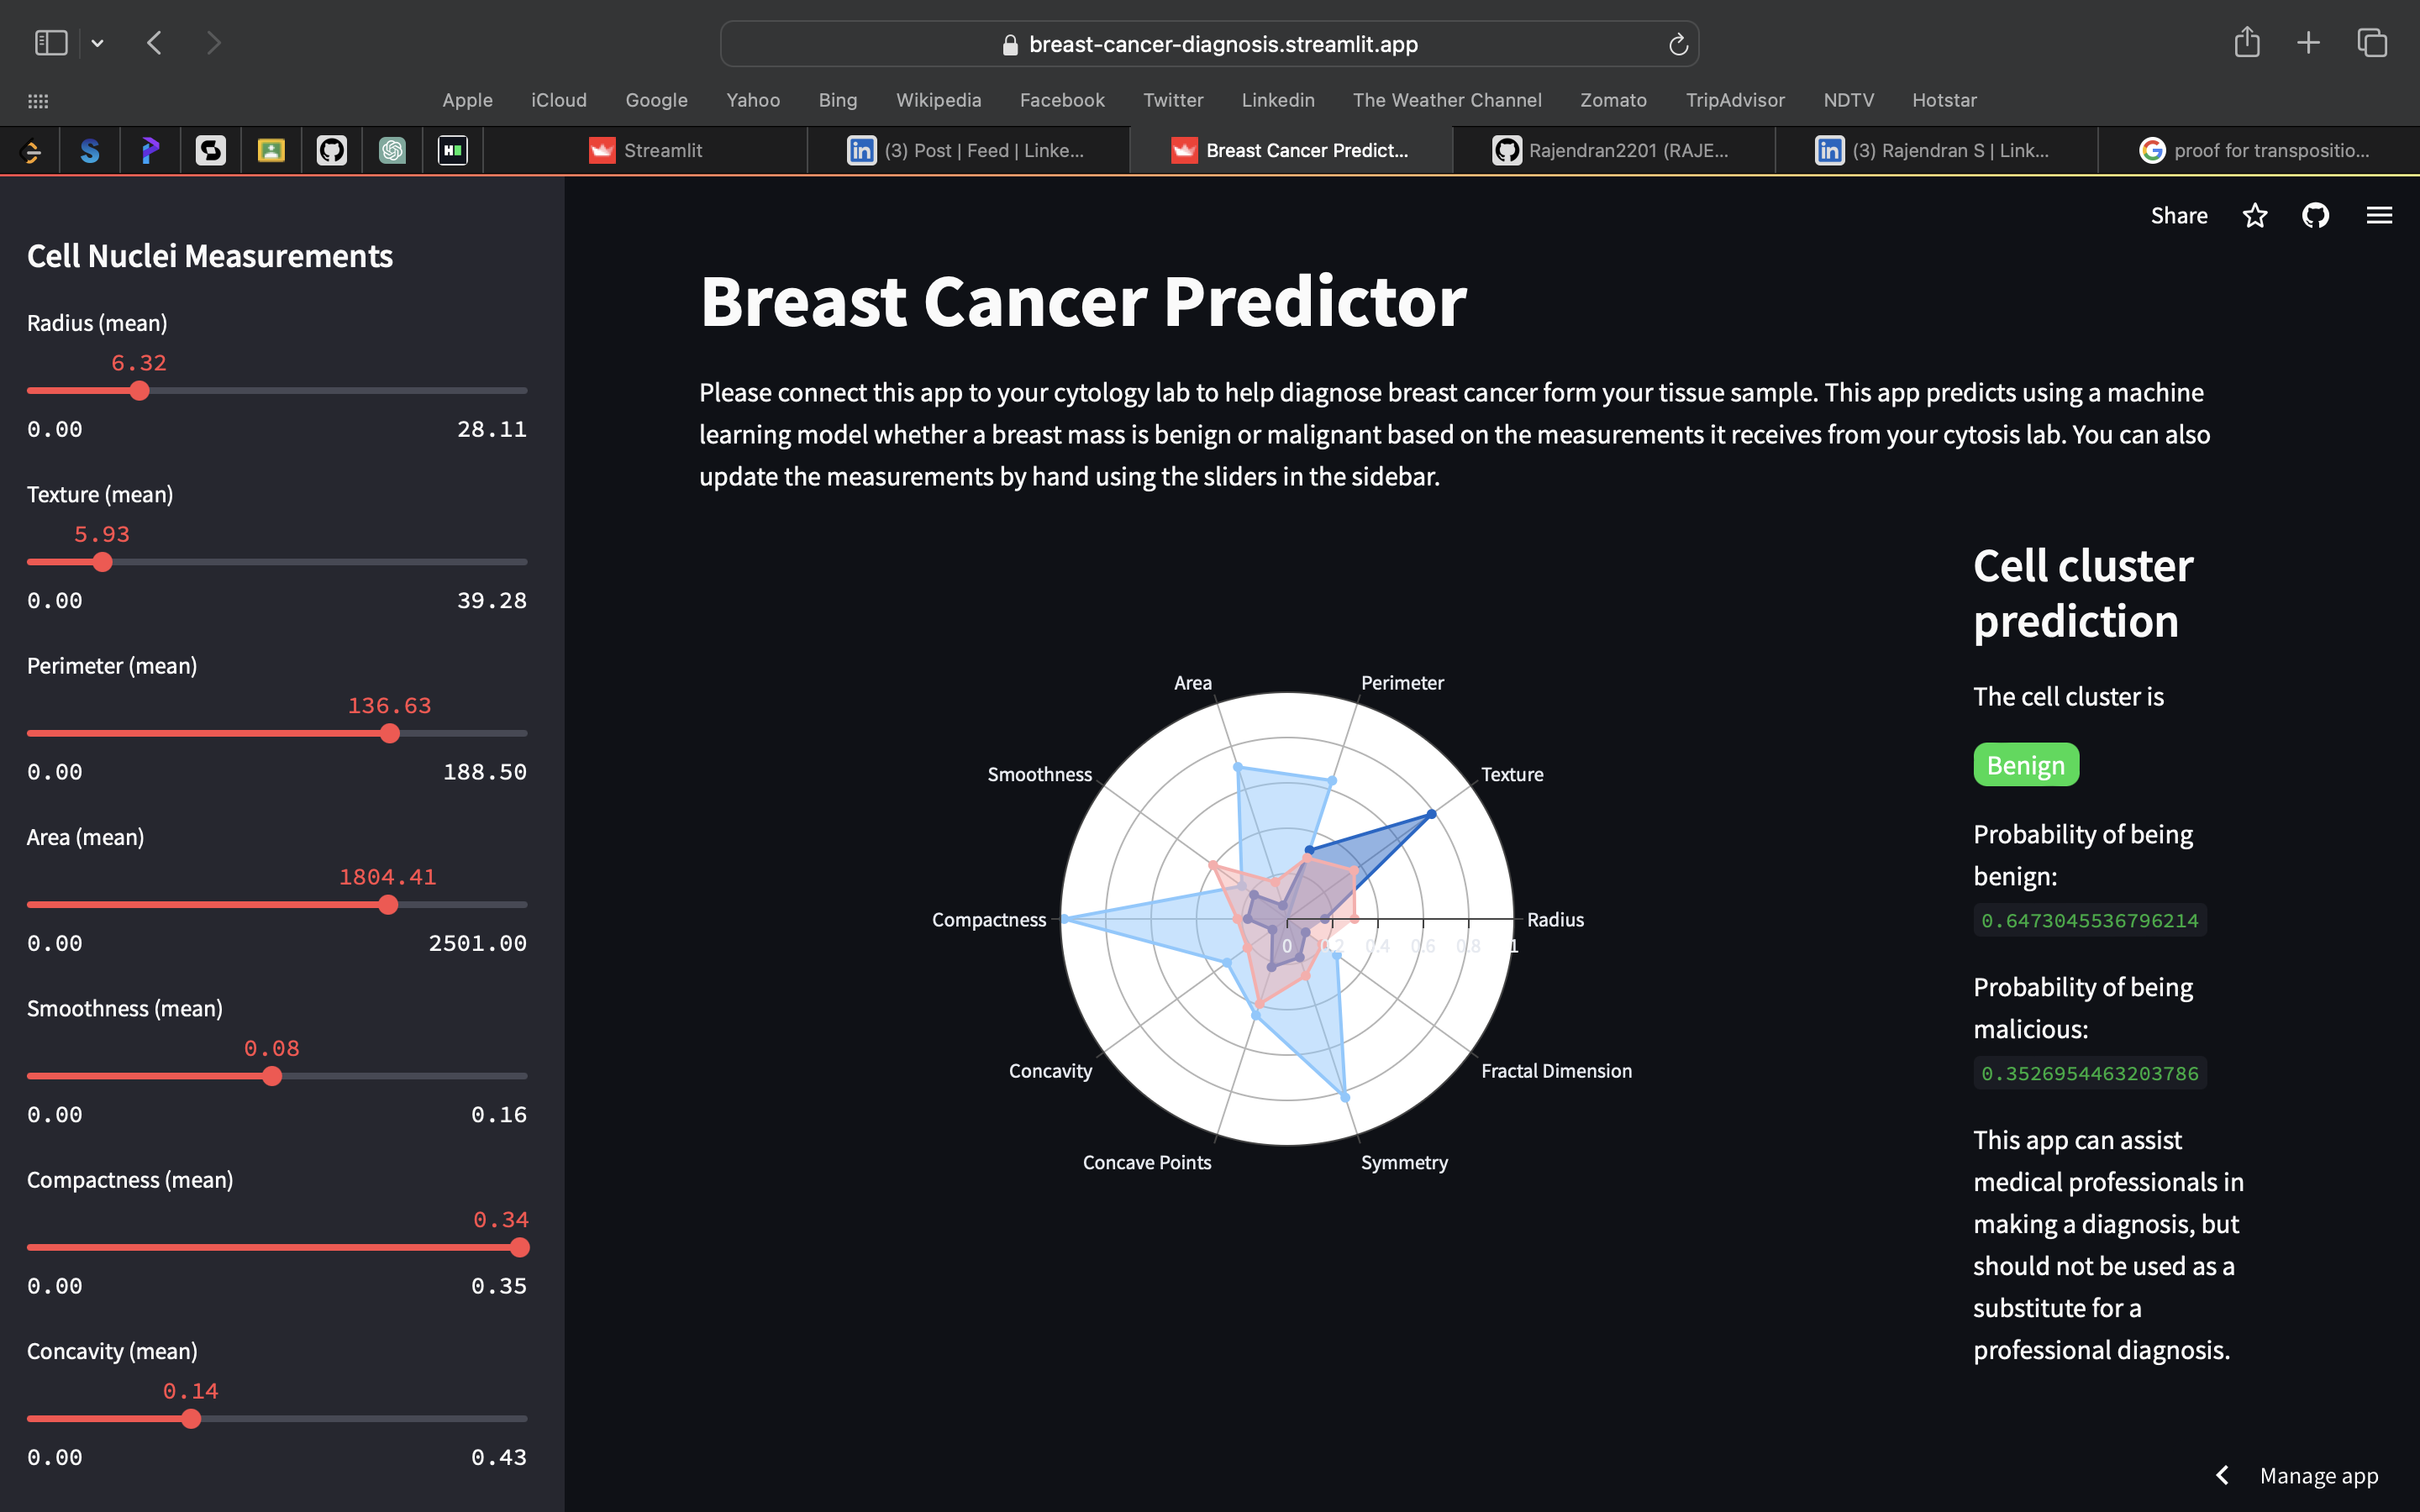 breast-cancer-diagnosis.streamlit.app
Apple iCloud Google Yahoo Bing Wikipedia Facebook Twitter Linkedin The Weather Channel Zomato TripAdvisor NDTV Hotstar
Streamlit
(3) Post | Feed | Linke...
Breast Cancer Predict...
Rajendran2201 (RAJE...
(3) Rajendran S | Link...
proof for transpositio...
Share
Cell Nuclei Measurements
Radius (mean)
6.32
0.00 28.11
Texture (mean)
5.93
0.00 39.28
Perimeter (mean)
136.63
0.00 188.50
Area (mean)
1804.41
0.00 2501.00
Smoothness (mean)
0.08
0.00 0.16
Compactness (mean)
0.34
0.00 0.35
Concavity (mean)
0.14
0.00 0.43
Breast Cancer Predictor
Please connect this app to your cytology lab to help diagnose breast cancer form your tissue sample. This app predicts using a machine
learning model whether a breast mass is benign or malignant based on the measurements it receives from your cytosis lab. You can also
update the measurements by hand using the sliders in the sidebar.
Area Perimeter
Smoothness Texture
Compactness Radius
0 0.2 0.4 0.6 0.8 1
Concavity Fractal Dimension
Concave Points Symmetry
Cell cluster
prediction
The cell cluster is
Benign
Probability of being
benign:
0.6473045536796214
Probability of being
malicious:
0.3526954463203786
This app can assist
medical professionals in
making a diagnosis, but
should not be used as a
substitute for a
professional diagnosis.
Manage app